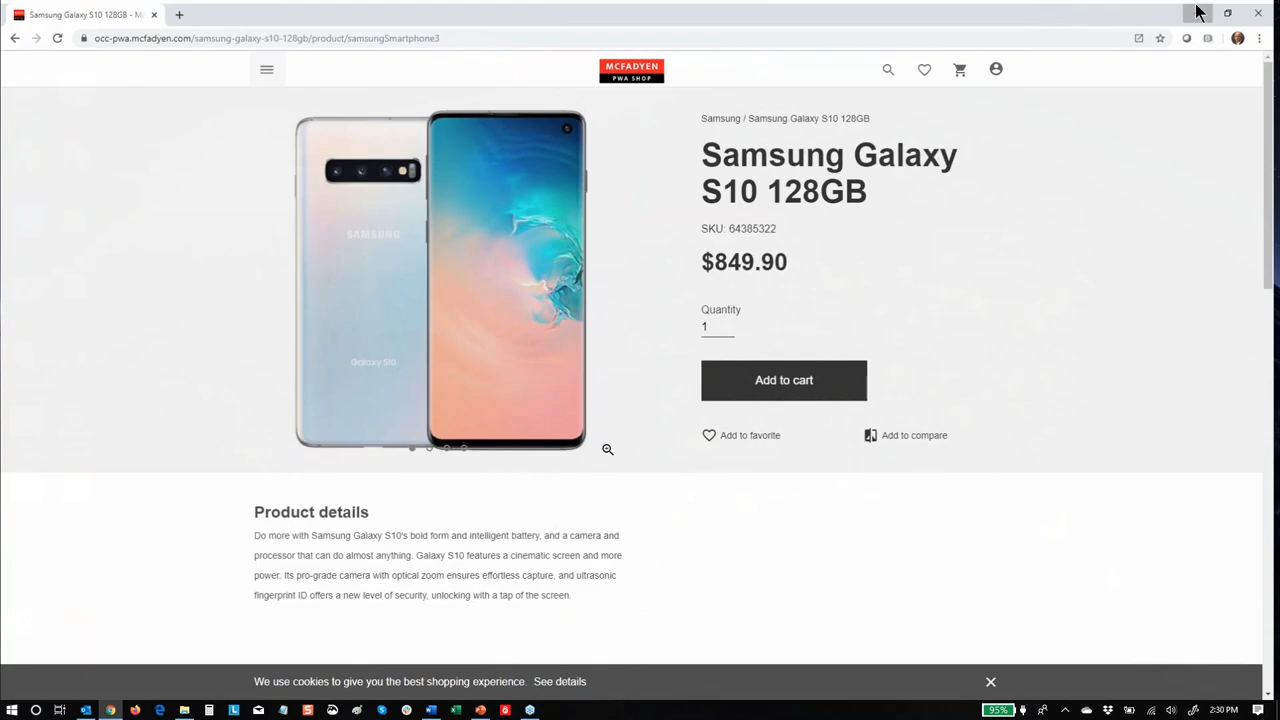 Samsung Galaxy S10 128GB - Mc
occ-pwa.mcfadyen.com/samsung-galaxy-s10-128gb/product/samsungSmartphone3
MCFADYEN
PWA SHOP
SAMSUNG
Galaxy S10
Samsung / Samsung Galaxy S10 128GB
Samsung Galaxy
S10 128GB
SKU: 64385322
$849.90
Quantity
1
Add to cart
Add to favorite
Add to compare
Product details
Do more with Samsung Galaxy S10's bold form and intelligent battery, and a camera and
processor that can do almost anything. Galaxy S10 features a cinematic screen and more
power. Its pro-grade camera with optical zoom ensures effortless capture, and ultrasonic
fingerprint ID offers a new level of security, unlocking with a tap of the screen.
We use cookies to give you the best shopping experience. See details
95%
2:30 PM